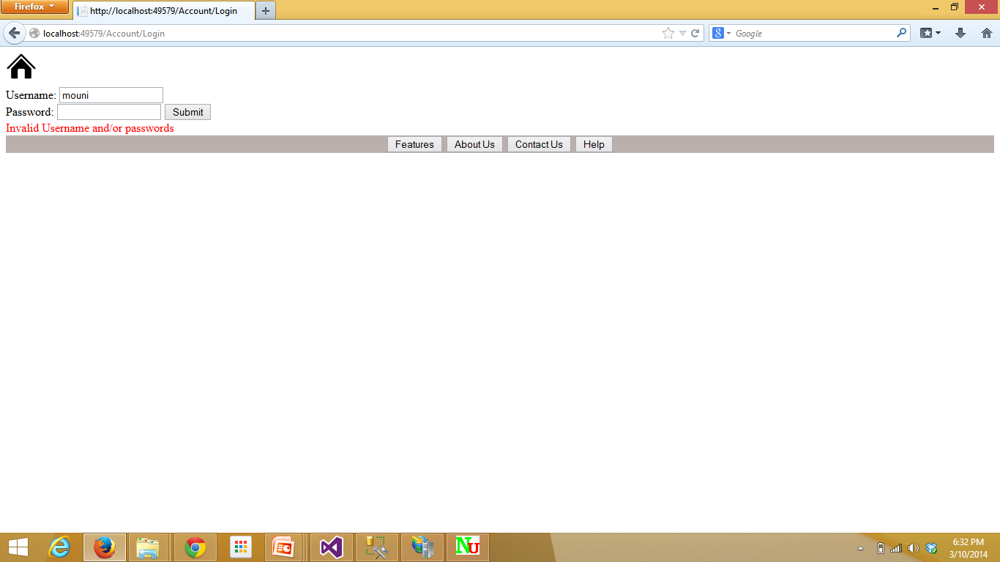 Firefox
http://localhost:49579/Account/Login
localhost:49579/Account/Login
Google
Username: mouni
Password: Submit
Invalid Username and/or passwords
Features About Us Contact Us Help
NU
6:32 PM
3/10/2014